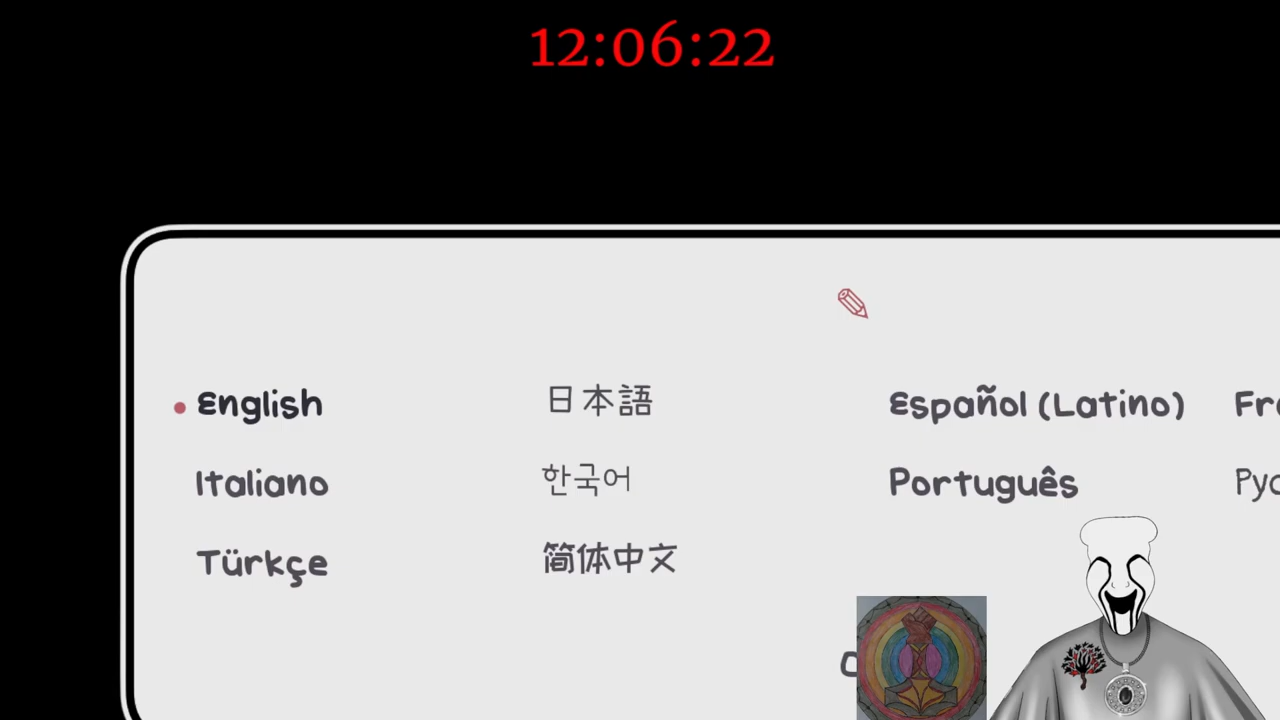 12:06:22
English 日本語 Español (Latino)
Italiano 한국어 Português
Türkçe 简体中文